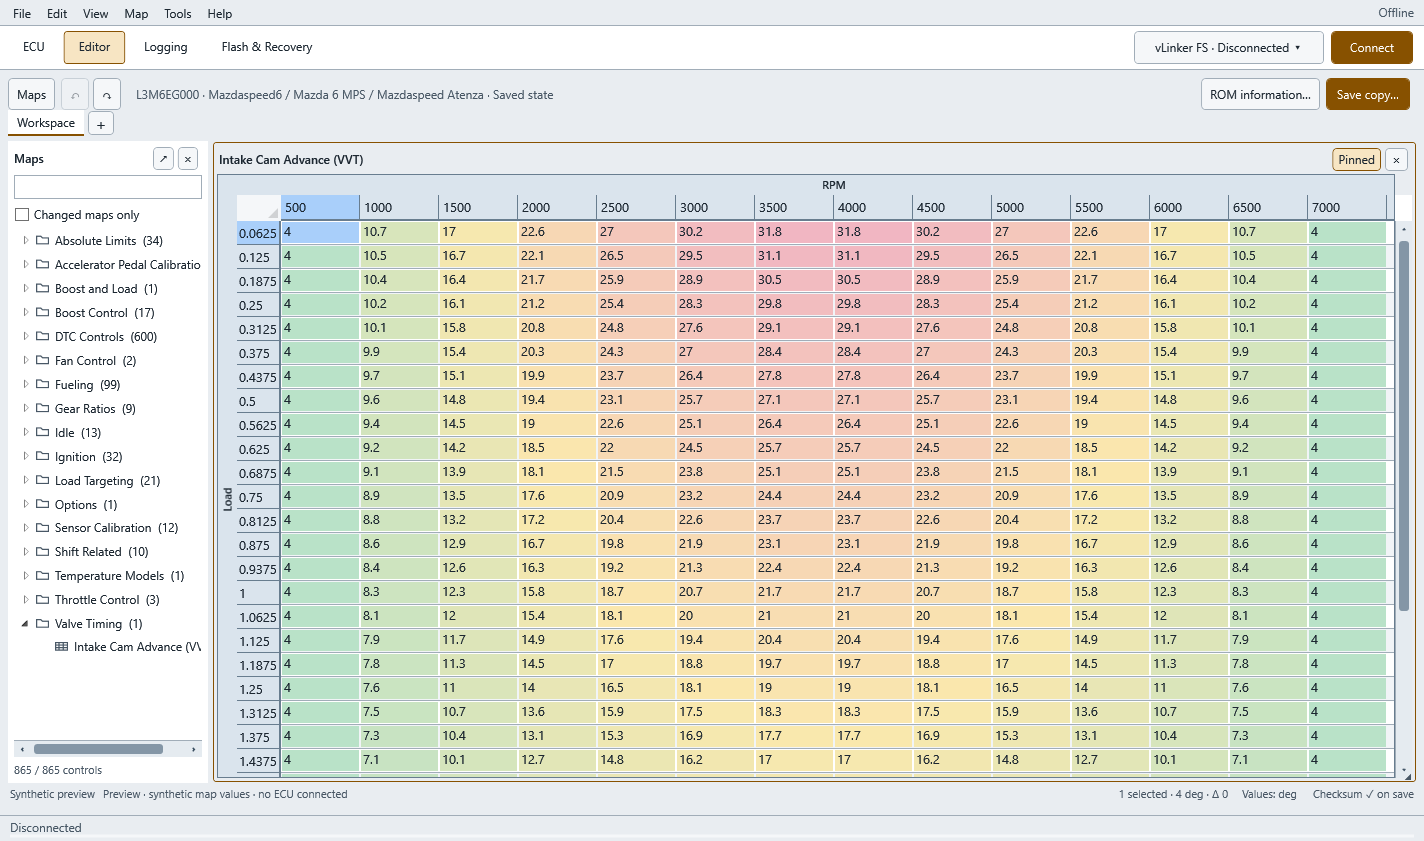 File Edit View Map Tools Help Offline
ECU Editor Logging Flash & Recovery vLinker FS · Disconnected ▾ Connect
Maps L3M6EG000 · Mazdaspeed6 / Mazda 6 MPS / Mazdaspeed Atenza · Saved state ROM information... Save copy...
Workspace +
Maps
Changed maps only
Absolute Limits (34)
Accelerator Pedal Calibratio
Boost and Load (1)
Boost Control (17)
DTC Controls (600)
Fan Control (2)
Fueling (99)
Gear Ratios (9)
Idle (13)
Ignition (32)
Load Targeting (21)
Options (1)
Sensor Calibration (12)
Shift Related (10)
Temperature Models (1)
Throttle Control (3)
Valve Timing (1)
Intake Cam Advance (VV
865 / 865 controls
Intake Cam Advance (VVT) Pinned ×
RPM
500 1000 1500 2000 2500 3000 3500 4000 4500 5000 5500 6000 6500 7000
Load
0.0625 4 10.7 17 22.6 27 30.2 31.8 31.8 30.2 27 22.6 17 10.7 4
0.125 4 10.5 16.7 22.1 26.5 29.5 31.1 31.1 29.5 26.5 22.1 16.7 10.5 4
0.1875 4 10.4 16.4 21.7 25.9 28.9 30.5 30.5 28.9 25.9 21.7 16.4 10.4 4
0.25 4 10.2 16.1 21.2 25.4 28.3 29.8 29.8 28.3 25.4 21.2 16.1 10.2 4
0.3125 4 10.1 15.8 20.8 24.8 27.6 29.1 29.1 27.6 24.8 20.8 15.8 10.1 4
0.375 4 9.9 15.4 20.3 24.3 27 28.4 28.4 27 24.3 20.3 15.4 9.9 4
0.4375 4 9.7 15.1 19.9 23.7 26.4 27.8 27.8 26.4 23.7 19.9 15.1 9.7 4
0.5 4 9.6 14.8 19.4 23.1 25.7 27.1 27.1 25.7 23.1 19.4 14.8 9.6 4
0.5625 4 9.4 14.5 19 22.6 25.1 26.4 26.4 25.1 22.6 19 14.5 9.4 4
0.625 4 9.2 14.2 18.5 22 24.5 25.7 25.7 24.5 22 18.5 14.2 9.2 4
0.6875 4 9.1 13.9 18.1 21.5 23.8 25.1 25.1 23.8 21.5 18.1 13.9 9.1 4
0.75 4 8.9 13.5 17.6 20.9 23.2 24.4 24.4 23.2 20.9 17.6 13.5 8.9 4
0.8125 4 8.8 13.2 17.2 20.4 22.6 23.7 23.7 22.6 20.4 17.2 13.2 8.8 4
0.875 4 8.6 12.9 16.7 19.8 21.9 23.1 23.1 21.9 19.8 16.7 12.9 8.6 4
0.9375 4 8.4 12.6 16.3 19.2 21.3 22.4 22.4 21.3 19.2 16.3 12.6 8.4 4
1 4 8.3 12.3 15.8 18.7 20.7 21.7 21.7 20.7 18.7 15.8 12.3 8.3 4
1.0625 4 8.1 12 15.4 18.1 20 21 21 20 18.1 15.4 12 8.1 4
1.125 4 7.9 11.7 14.9 17.6 19.4 20.4 20.4 19.4 17.6 14.9 11.7 7.9 4
1.1875 4 7.8 11.3 14.5 17 18.8 19.7 19.7 18.8 17 14.5 11.3 7.8 4
1.25 4 7.6 11 14 16.5 18.1 19 19 18.1 16.5 14 11 7.6 4
1.3125 4 7.5 10.7 13.6 15.9 17.5 18.3 18.3 17.5 15.9 13.6 10.7 7.5 4
1.375 4 7.3 10.4 13.1 15.3 16.9 17.7 17.7 16.9 15.3 13.1 10.4 7.3 4
1.4375 4 7.1 10.1 12.7 14.8 16.2 17 17 16.2 14.8 12.7 10.1 7.1 4
Synthetic preview Preview · synthetic map values · no ECU connected 1 selected · 4 deg · Δ 0 Values: deg Checksum ✓ on save
Disconnected